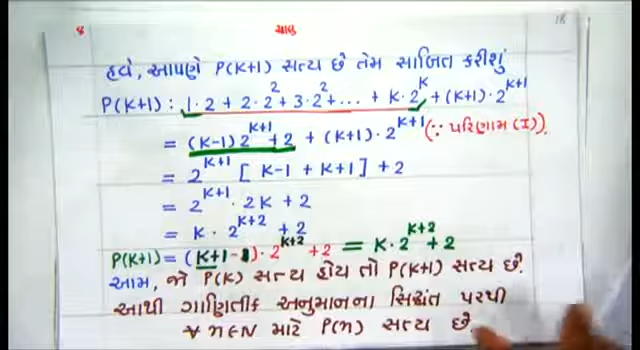 ૪ ચાલુ 18
હવે, આપણે P(K+1) સત્ય છે તેમ સાબિત કરીશું
P(K+1) : 1·2 + 2·2² + 3·2² + ... + K·2^K + (K+1)·2^K+1
= (K-1)2^K+1 + 2 + (K+1)·2^K+1 (∵ પરિણામ (I))
= 2^K+1 [ K-1 + K+1 ] + 2
= 2^K+1 · 2K + 2
= K · 2^K+2 + 2
P(K+1) = (K+1-1)·2^K+2 + 2 = K·2^K+2 + 2
આમ, જો P(K) સત્ય હોય તો P(K+1) સત્ય છે.
આથી ગાણિતીક અનુમાનના સિદ્ધાંત પરથી
∀ n∈N માટે P(n) સત્ય છે